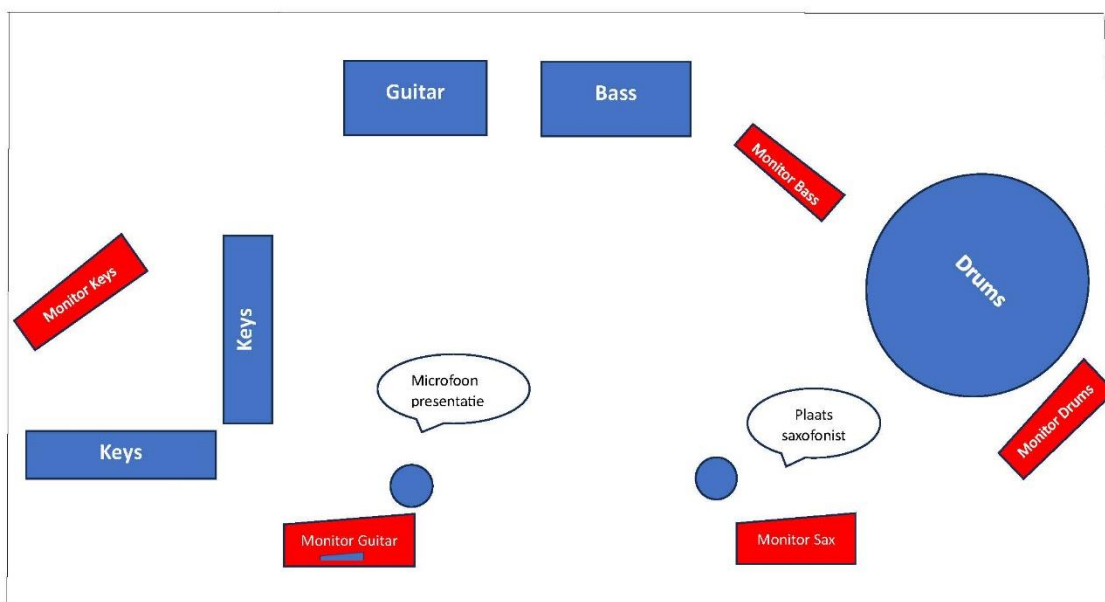 Guitar
Bass
Monitor Bass
Drums
Monitor Keys
Keys
Microfoon
presentatie
Plaats
saxofonist
Monitor Drums
Keys
Monitor Guitar
Monitor Sax